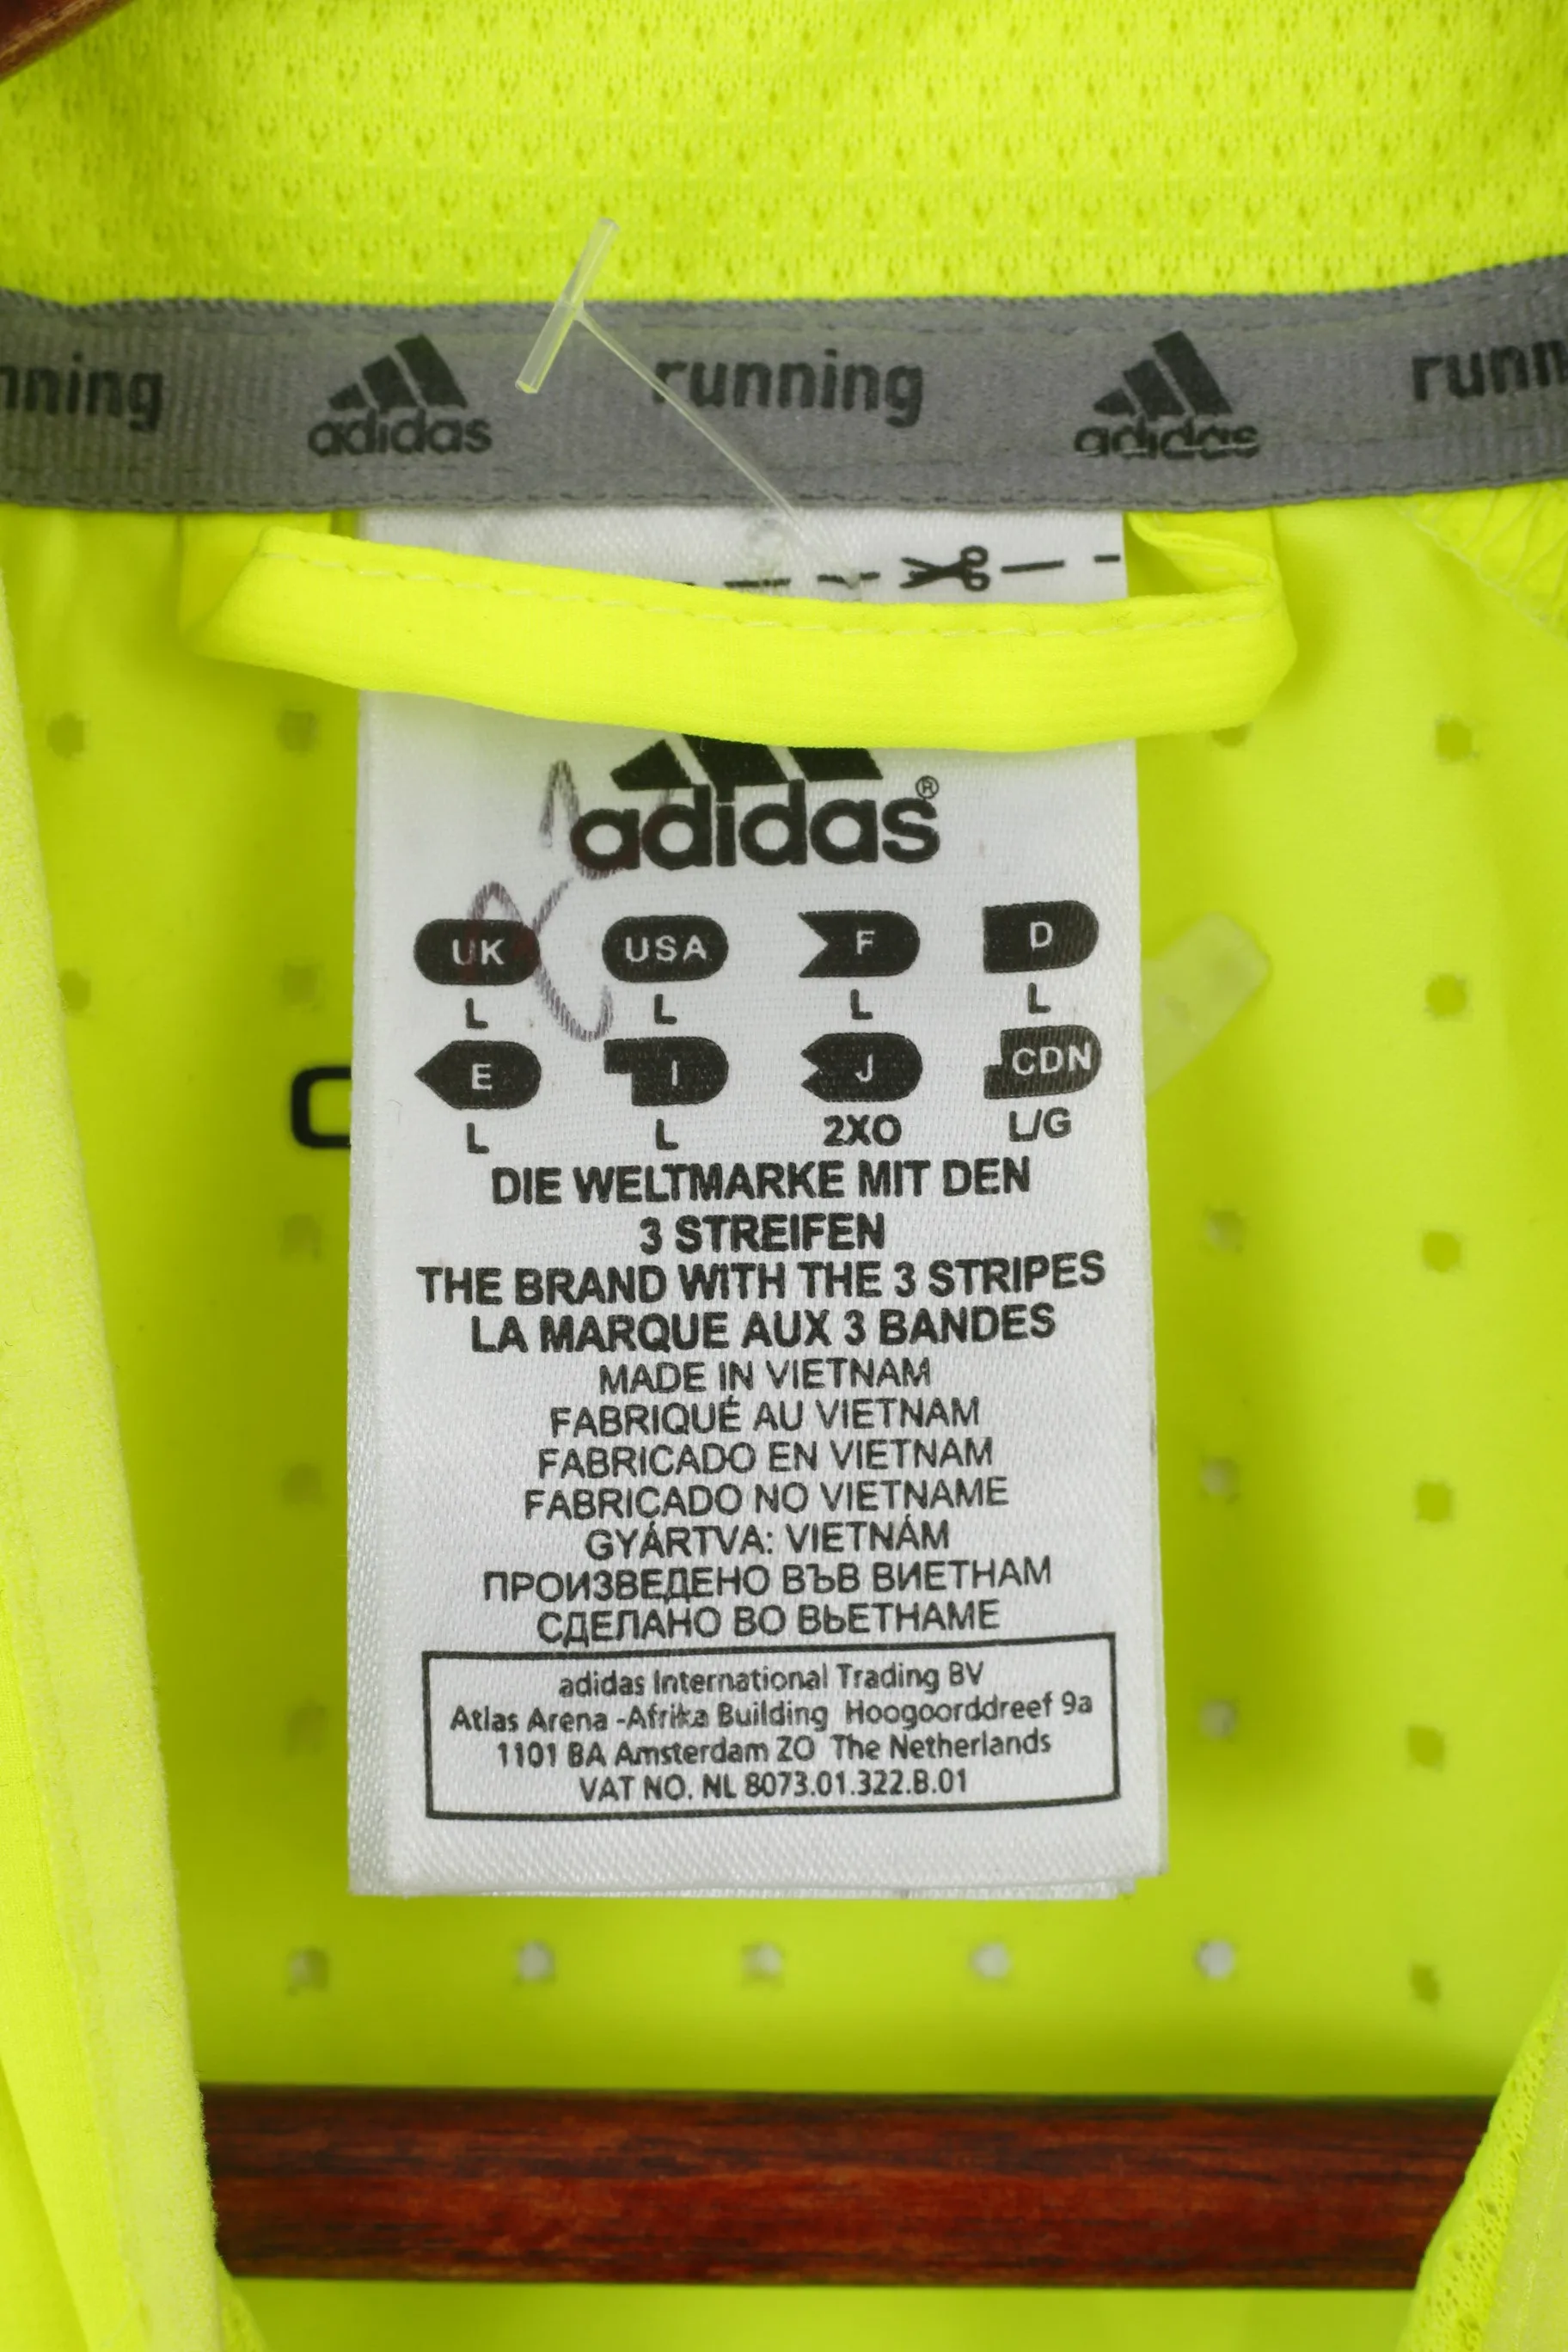 running adidas running adidas runn
adidas®
UK USA F D
L L L L
E I J CDN
L L 2XO L/G
DIE WELTMARKE MIT DEN
3 STREIFEN
THE BRAND WITH THE 3 STRIPES
LA MARQUE AUX 3 BANDES
MADE IN VIETNAM
FABRIQUÉ AU VIETNAM
FABRICADO EN VIETNAM
FABRICADO NO VIETNAME
GYÁRTVA: VIETNÁM
ПРОИЗВЕДЕНО ВЪВ ВИЕТНАМ
СДЕЛАНО ВО ВЬЕТНАМЕ
adidas International Trading BV
Atlas Arena -Afrika Building Hoogoorddreef 9a
1101 BA Amsterdam ZO The Netherlands
VAT NO. NL 8073.01.322.B.01